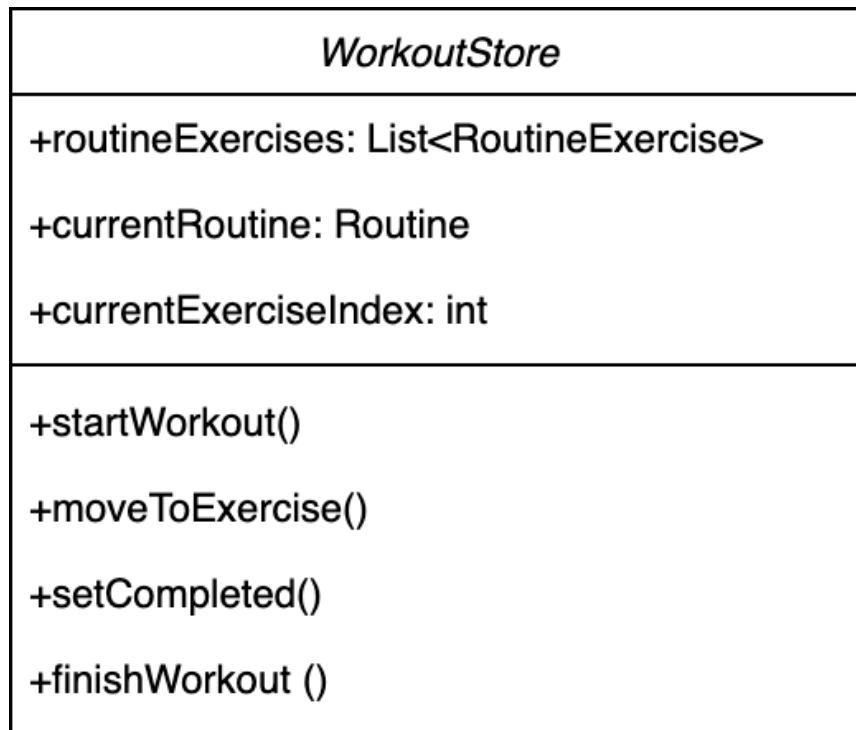 WorkoutStore
+routineExercises: List<RoutineExercise>
+currentRoutine: Routine
+currentExerciseIndex: int
+startWorkout()
+moveToExercise()
+setCompleted()
+finishWorkout ()